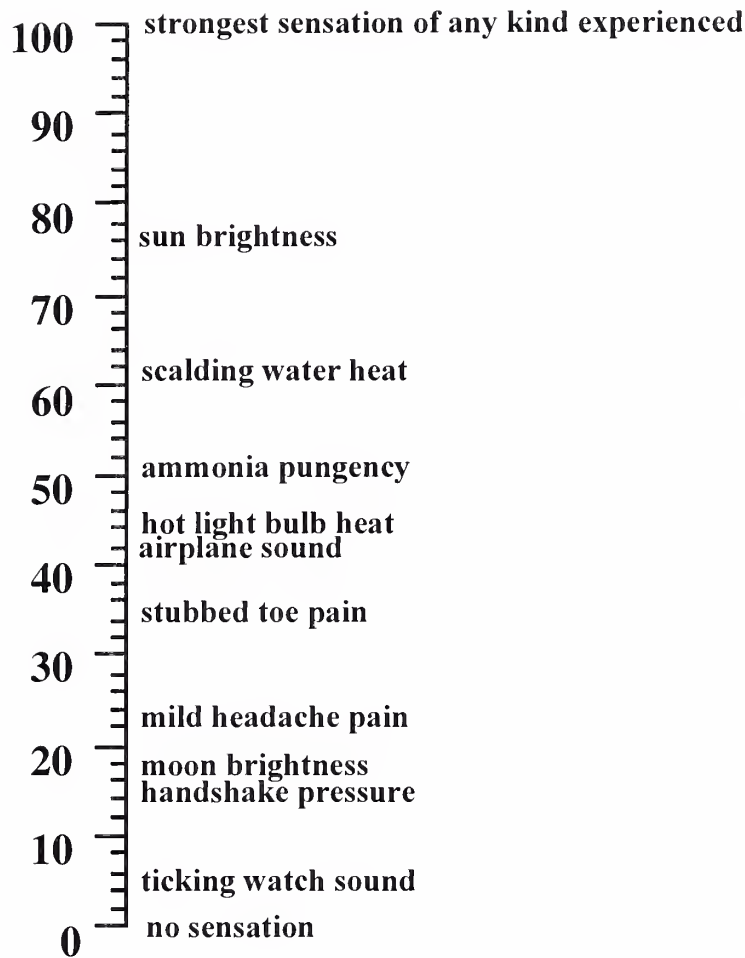 100 strongest sensation of any kind experienced
90
80
sun brightness
70
scalding water heat
60
ammonia pungency
50
hot light bulb heat
airplane sound
40
stubbed toe pain
30
mild headache pain
20
moon brightness
handshake pressure
10
ticking watch sound
no sensation
0